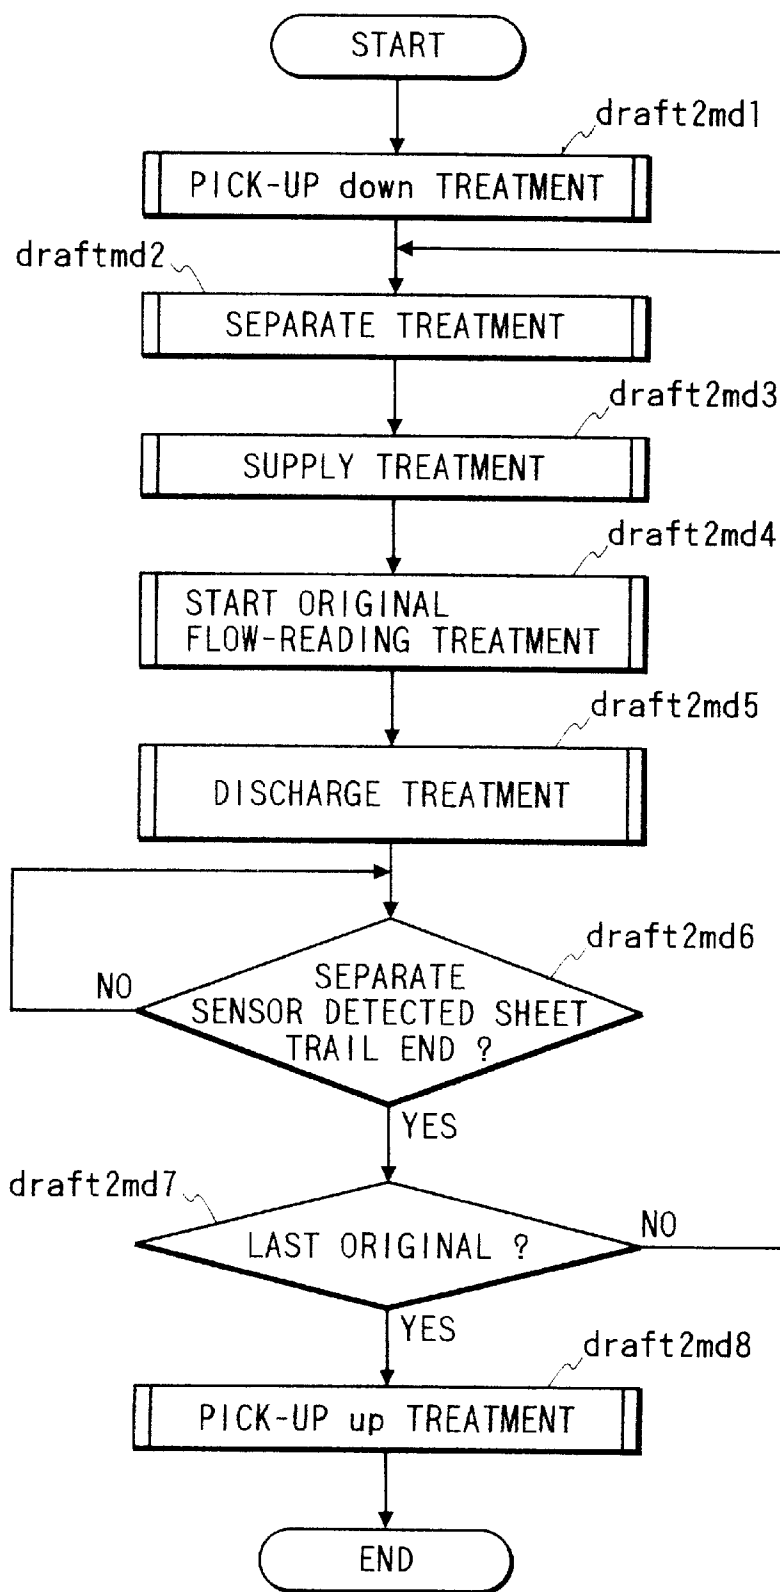 START
draft2md1
PICK-UP down TREATMENT
draftmd2
SEPARATE TREATMENT
draft2md3
SUPPLY TREATMENT
draft2md4
START ORIGINAL
FLOW-READING TREATMENT
draft2md5
DISCHARGE TREATMENT
draft2md6
NO
SEPARATE
SENSOR DETECTED SHEET
TRAIL END ?
YES
draft2md7
LAST ORIGINAL ?
NO
YES
draft2md8
PICK-UP up TREATMENT
END